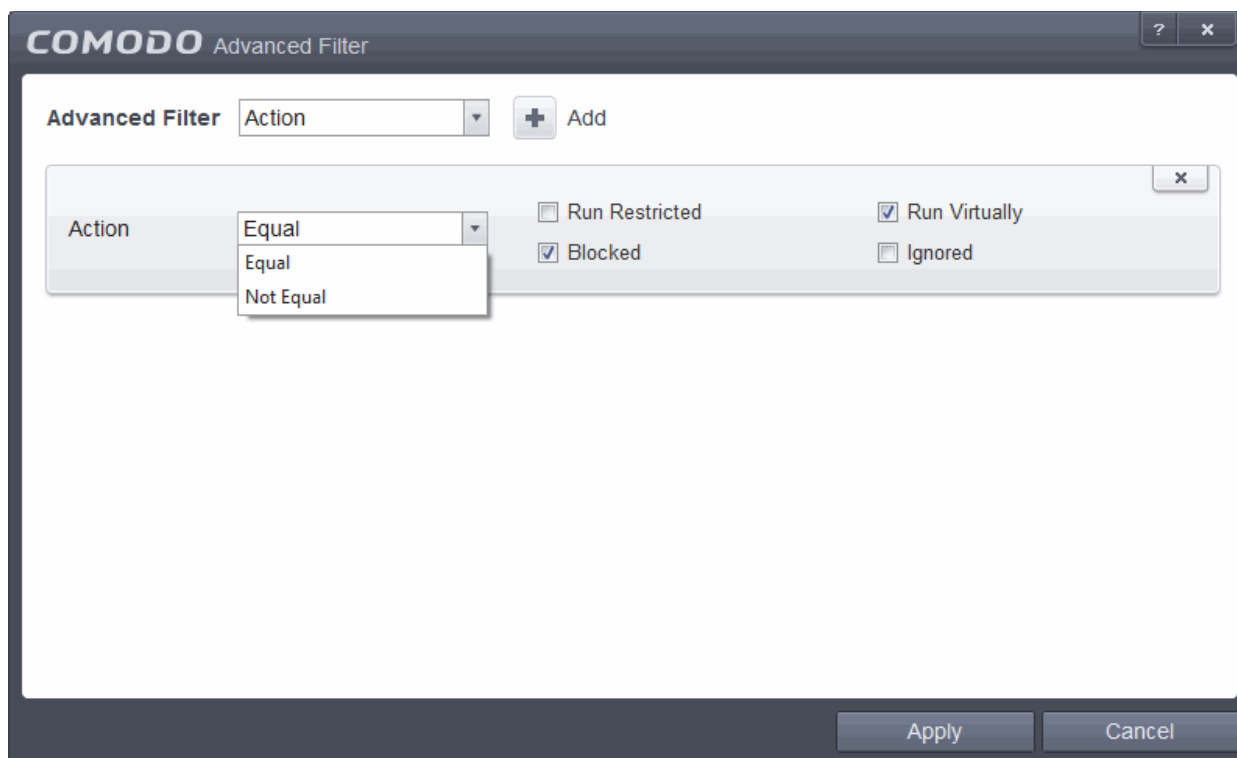 COMODO Advanced Filter ? x
Advanced Filter Action + Add
x
Action Equal
Run Restricted Run Virtually
Blocked Ignored
Equal
Not Equal
Apply Cancel